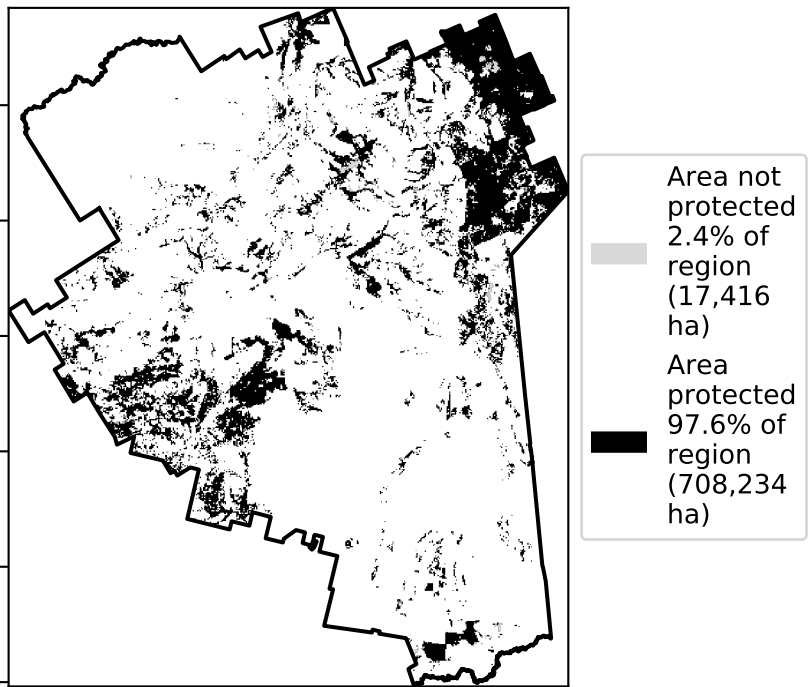 Area not
protected
2.4% of
region
(17,416
ha)
Area
protected
97.6% of
region
(708,234
ha)